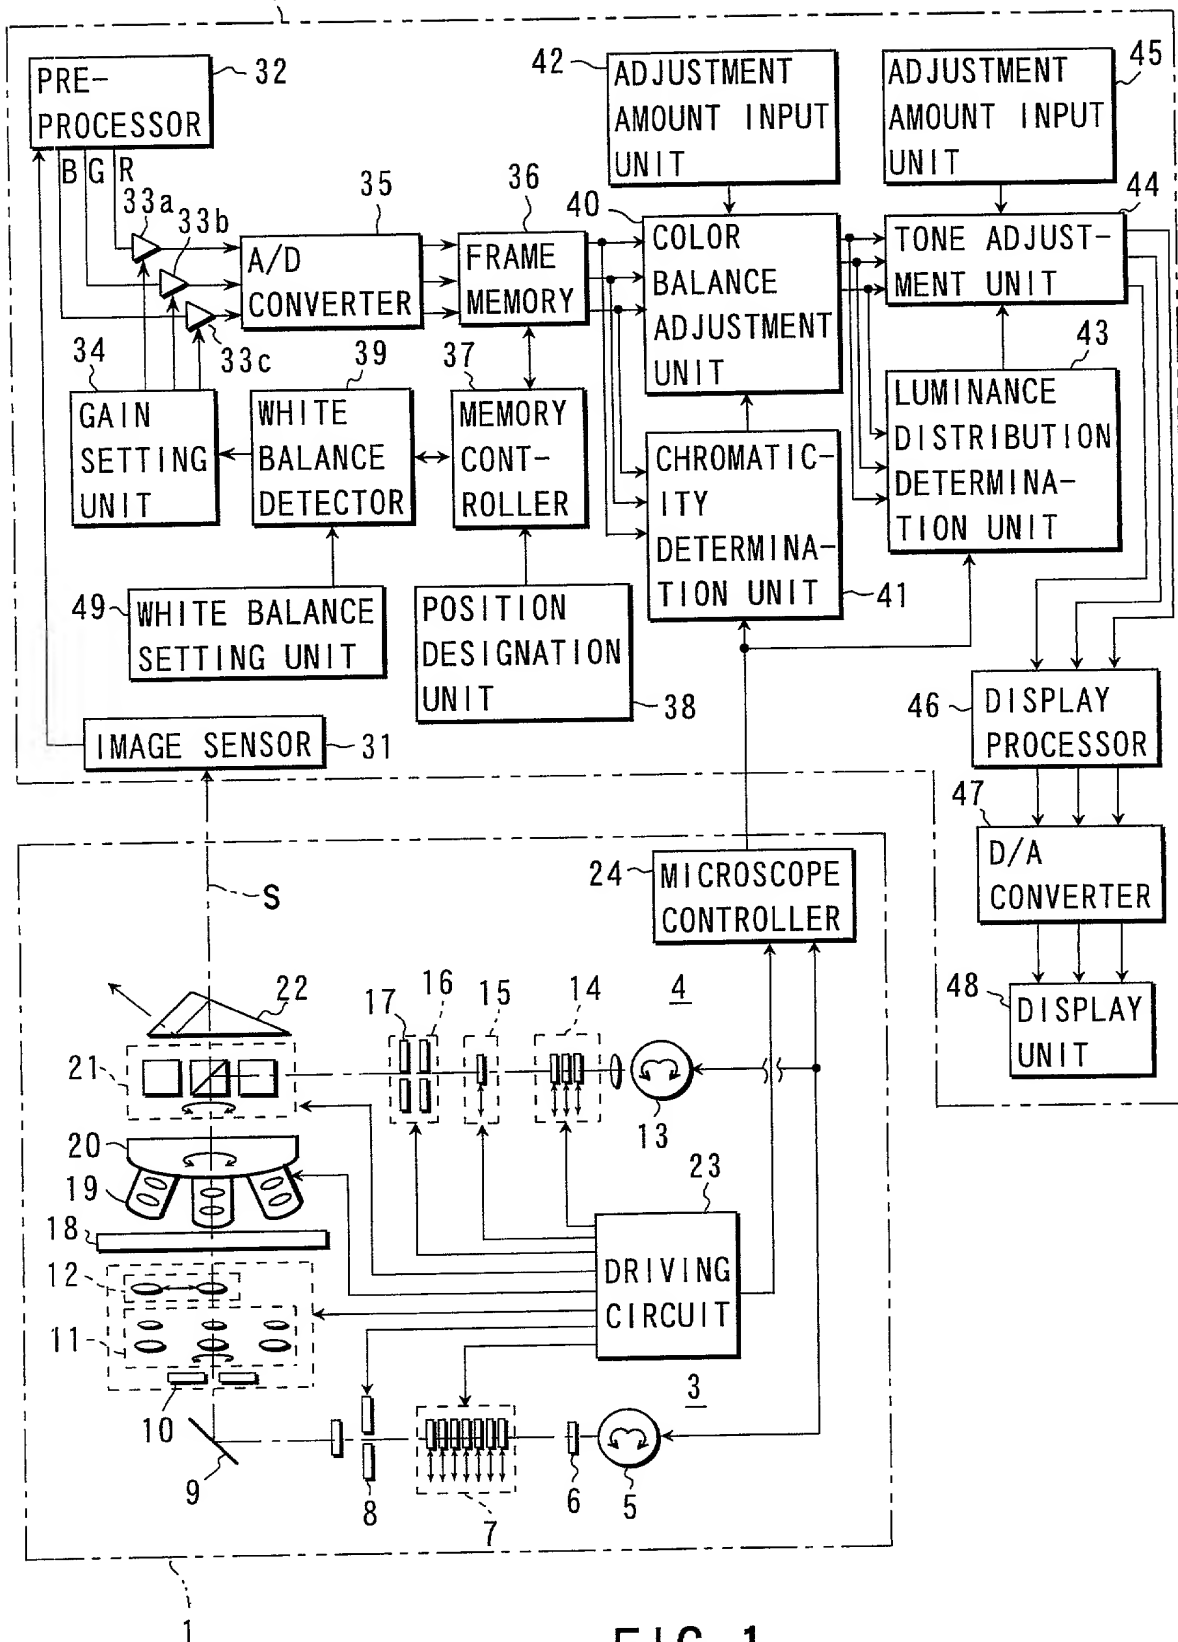 PRE-
PROCESSOR
32
B G R
33a
33b
33c
35
A/D
CONVERTER
36
FRAME
MEMORY
42
ADJUSTMENT
AMOUNT INPUT
UNIT
45
ADJUSTMENT
AMOUNT INPUT
UNIT
40
COLOR
BALANCE
ADJUSTMENT
UNIT
44
TONE ADJUST-
MENT UNIT
34
GAIN
SETTING
UNIT
39
WHITE
BALANCE
DETECTOR
37
MEMORY
CONT-
ROLLER
CHROMATIC-
ITY
DETERMINA-
TION UNIT
41
43
LUMINANCE
DISTRIBUTION
DETERMINA-
TION UNIT
49
WHITE BALANCE
SETTING UNIT
POSITION
DESIGNATION
UNIT
38
IMAGE SENSOR
31
46
DISPLAY
PROCESSOR
47
D/A
CONVERTER
48
DISPLAY
UNIT
24
MICROSCOPE
CONTROLLER
S
22
17
16
15
14
4
21
13
20
19
18
23
DRIVING
CIRCUIT
12
11
10
9
8
7
6
5
3
1
FIG. 1